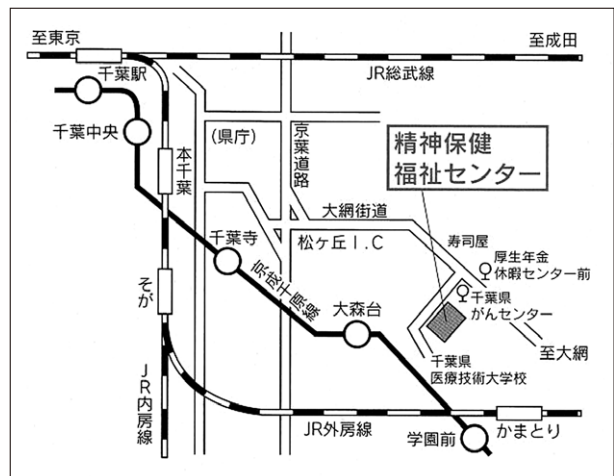 至東京
至成田
千葉駅
JR総武線
千葉中央
本千葉
(県庁)
京葉道路
精神保健
福祉センター
大網街道
松ヶ丘I.C
寿司屋
千葉寺
厚生年金
休暇センター前
京成千原線
そが
千葉県
がんセンター
大森台
至大網
千葉県
医療技術大学校
JR内房線
JR外房線
かまとり
学園前